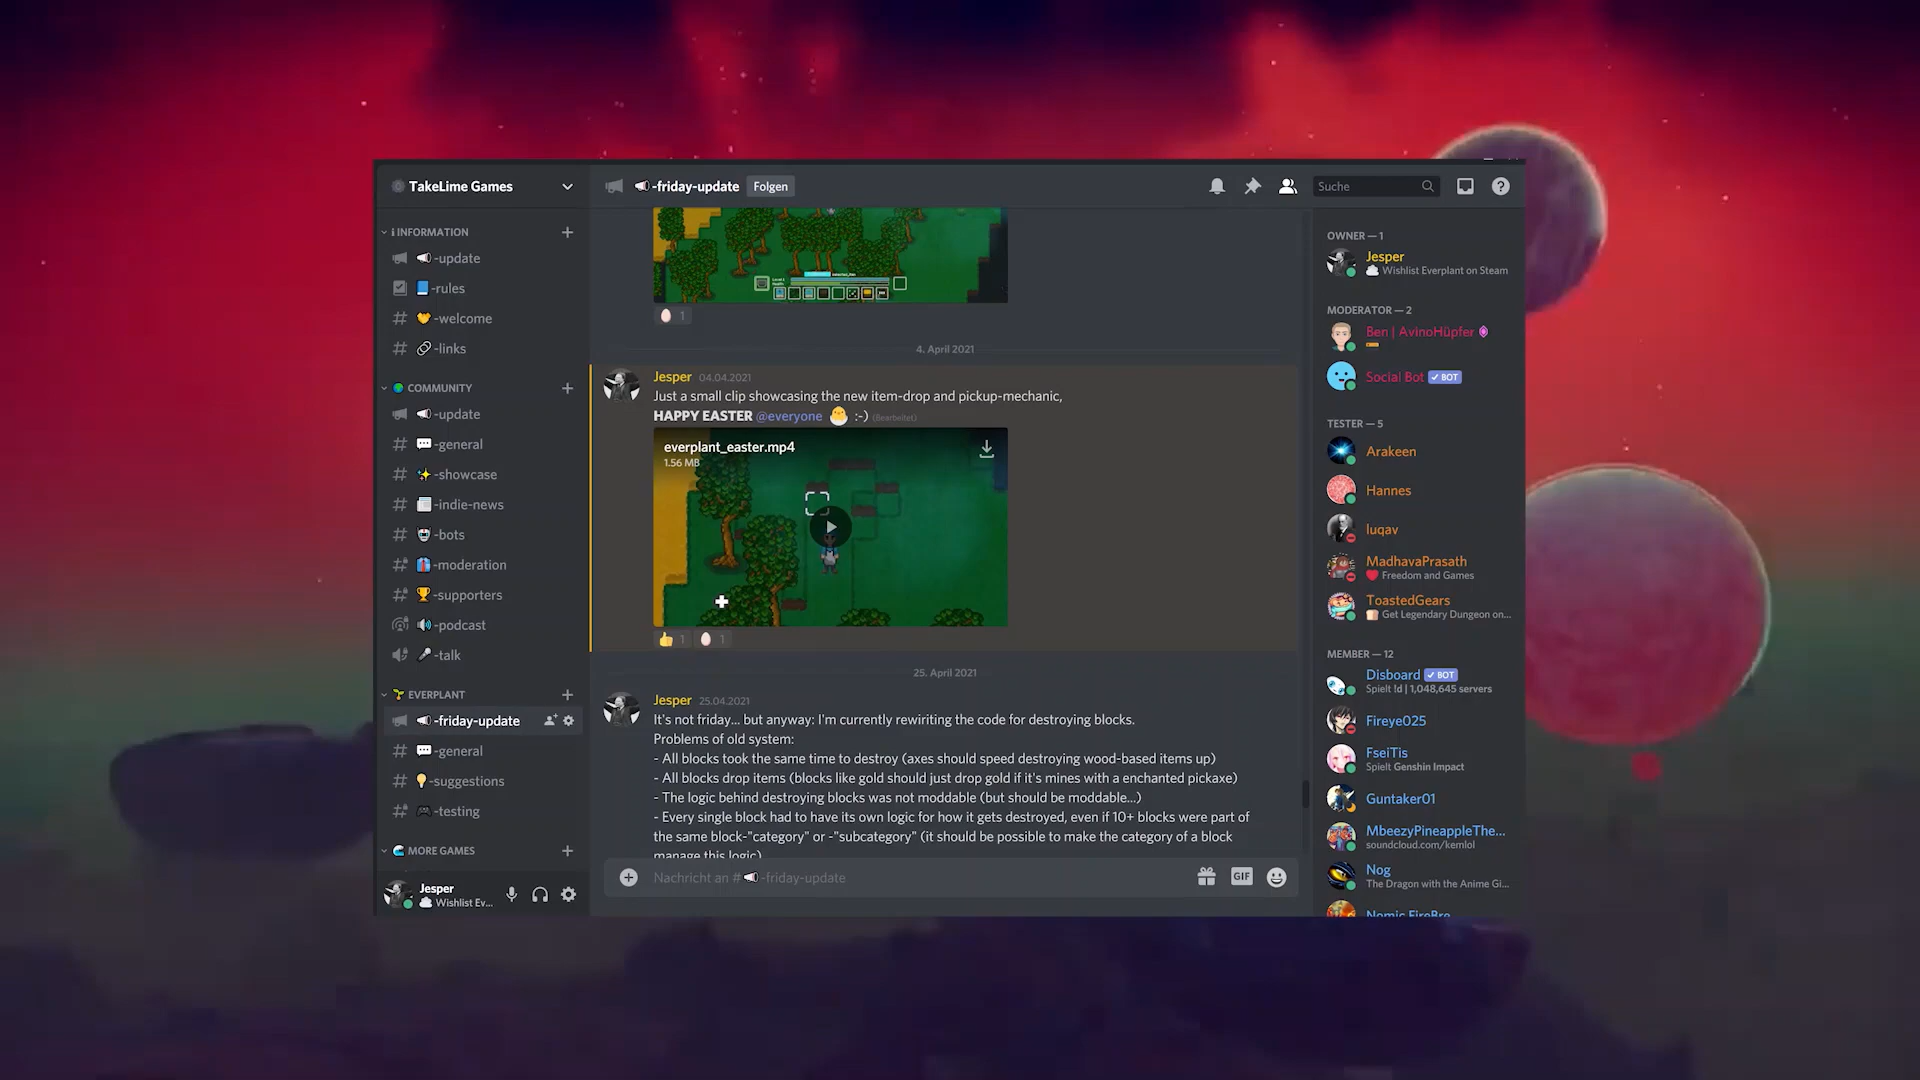 TakeLime Games
INFORMATION
-update
-rules
-welcome
-links
COMMUNITY
-update
-general
-showcase
-indie-news
-bots
-moderation
-supporters
-podcast
-talk
EVERPLANT
-friday-update
-general
-suggestions
-testing
MORE GAMES
Jesper
Wishlist Ev...
-friday-update Folgen
Suche
1
4. April 2021
Jesper 04.04.2021
Just a small clip showcasing the new item-drop and pickup-mechanic,
HAPPY EASTER @everyone :-) (Bearbeitet)
everplant_easter.mp4
1.56 MB
1 1
25. April 2021
Jesper 25.04.2021
It's not friday... but anyway: I'm currently rewriting the code for destroying blocks.
Problems of old system:
- All blocks took the same time to destroy (axes should speed destroying wood-based items up)
- All blocks drop items (blocks like gold should just drop gold if it's mines with a enchanted pickaxe)
- The logic behind destroying blocks was not moddable (but should be moddable...)
- Every single block had to have its own logic for how it gets destroyed, even if 10+ blocks were part of
the same block-"category" or -"subcategory" (it should be possible to make the category of a block
manage this logic)
Nachricht an # -friday-update
GIF
OWNER — 1
Jesper
Wishlist Everplant on Steam
MODERATOR — 2
Ben | AvinoHüpfer
Social Bot BOT
TESTER — 5
Arakeen
Hannes
luqav
MadhavaPrasath
Freedom and Games
ToastedGears
Get Legendary Dungeon on...
MEMBER — 12
Disboard BOT
Spielt !d | 1,048,645 servers
Fireye025
FseiTis
Spielt Genshin Impact
Guntaker01
MbeezyPineappleThe...
soundcloud.com/kemlol
Nog
The Dragon with the Anime Gi...
Nomic FireBre